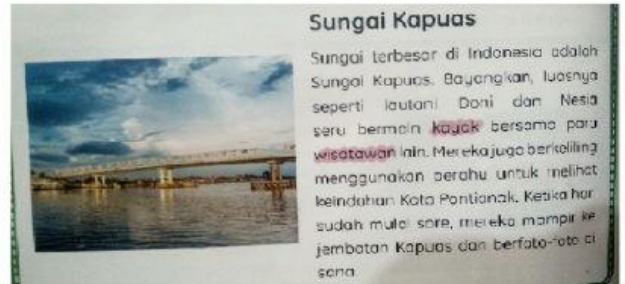 Sungai Kapuas
Sungai terbesar di Indonesia adalah
Sungai Kapuas. Bayangkan, luasnya
seperti lautan! Doni dan Nesia
seru bermain kayak bersama para
wisatawan lain. Mereka juga berkeliling
menggunakan perahu untuk melihat
keindahan Kota Pontianak. Ketika hari
sudah mulai sore, mereka mampir ke
jembatan Kapuas dan berfoto-foto di
sana.